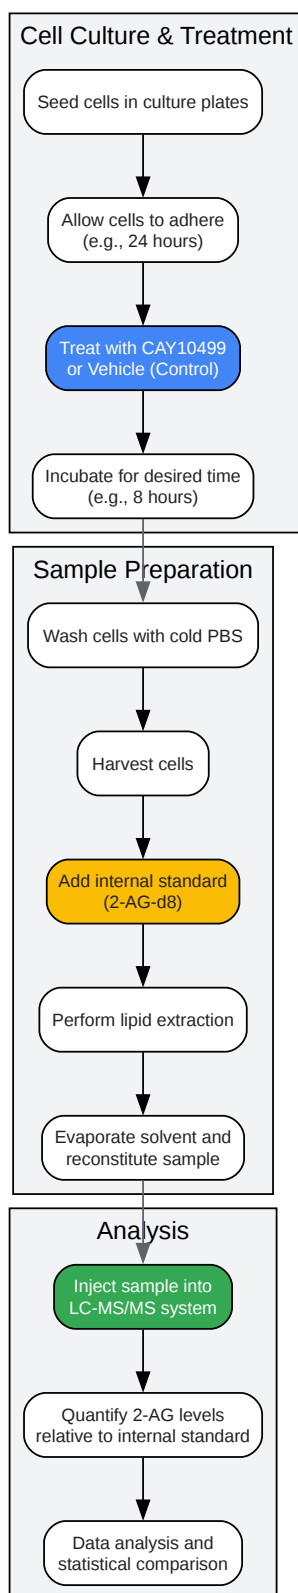 Cell Culture & Treatment
Seed cells in culture plates
Allow cells to adhere
(e.g., 24 hours)
Treat with CAY10499
or Vehicle (Control)
Incubate for desired time
(e.g., 8 hours)
Sample Preparation
Wash cells with cold PBS
Harvest cells
Add internal standard
(2-AG-d8)
Perform lipid extraction
Evaporate solvent and
reconstitute sample
Analysis
Inject sample into
LC-MS/MS system
Quantify 2-AG levels
relative to internal standard
Data analysis and
statistical comparison